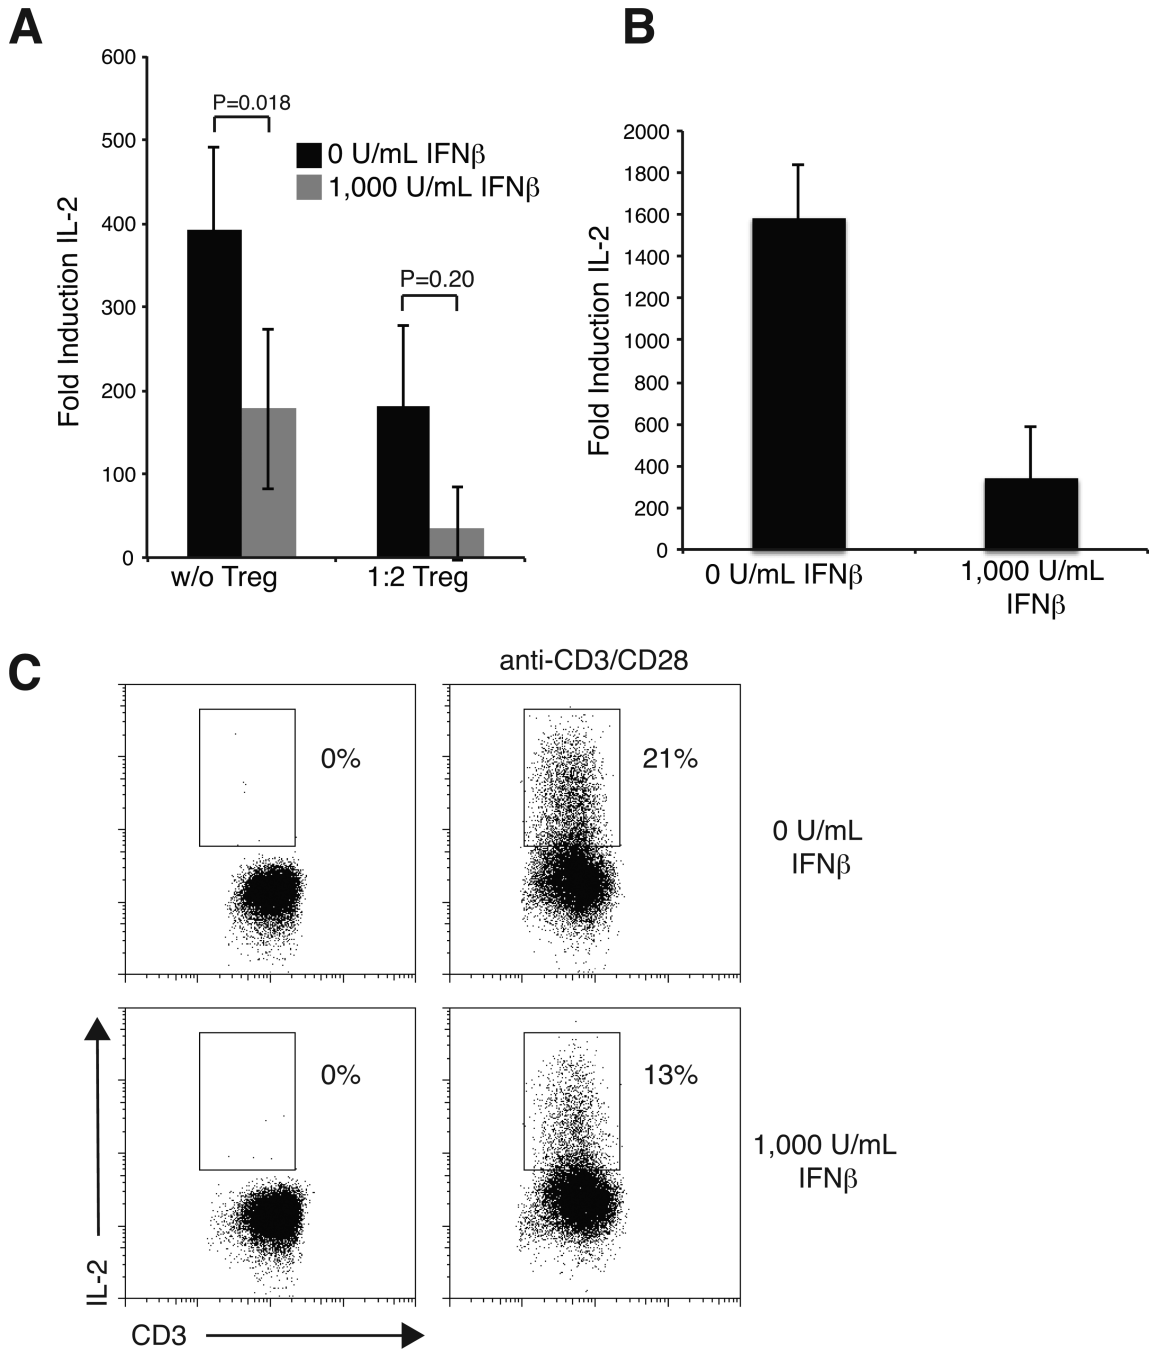 A
600
500
400
300
200
100
0
Fold Induction IL-2
P=0.018
P=0.20
0 U/mL IFNβ
1,000 U/mL IFNβ
w/o Treg
1:2 Treg
B
2000
1800
1600
1400
1200
1000
800
600
400
200
0
Fold Induction IL-2
0 U/mL IFNβ
1,000 U/mL
IFNβ
C
anti-CD3/CD28
0%
21%
0 U/mL
IFNβ
0%
13%
1,000 U/mL
IFNβ
IL-2
CD3